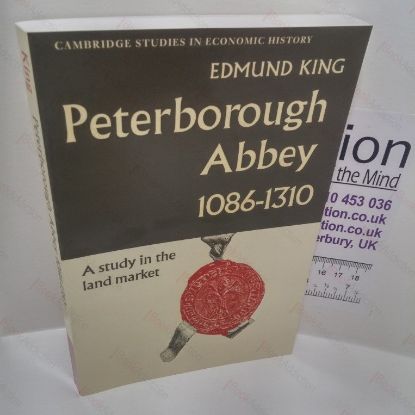 CAMBRIDGE STUDIES IN ECONOMIC HISTORY
EDMUND KING
Peterborough
Abbey
1086-1310
A study in the
land market
King
Peterborough Abbey
ion
the Mind
0 453 036
tion.co.uk
tion.co.uk
erbury, UK
16 17 18